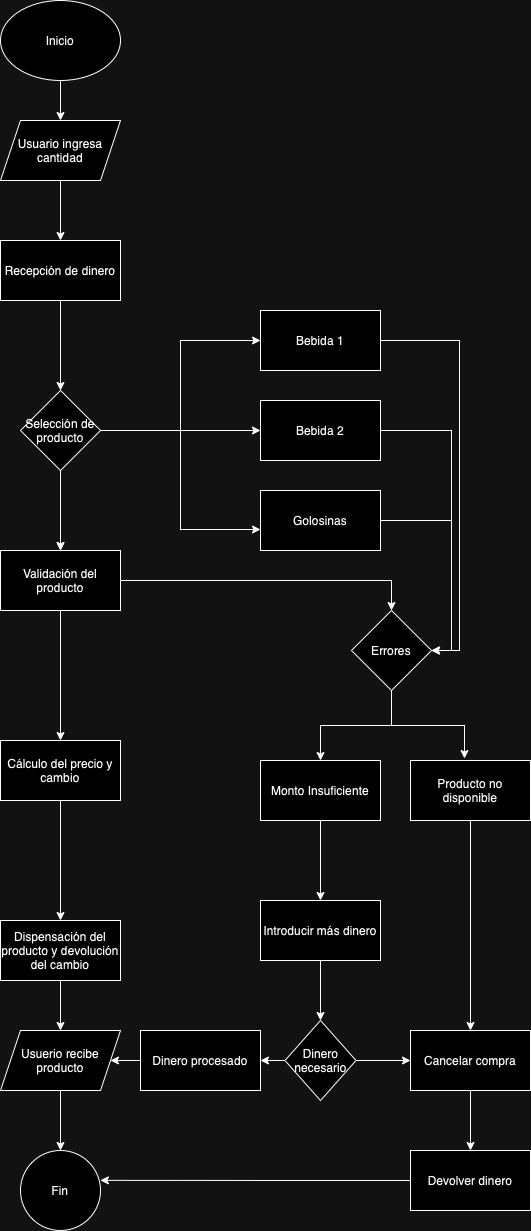 Inicio
Usuario ingresa
cantidad
Recepción de dinero
Bebida 1
Selección de
producto
Bebida 2
Golosinas
Validación del
producto
Errores
Cálculo del precio y
cambio
Monto Insuficiente
Producto no
disponible
Introducir más dinero
Dispensación del
producto y devolución
del cambio
Usuerio recibe
producto
Dinero procesado
Dinero
necesario
Cancelar compra
Fin
Devolver dinero